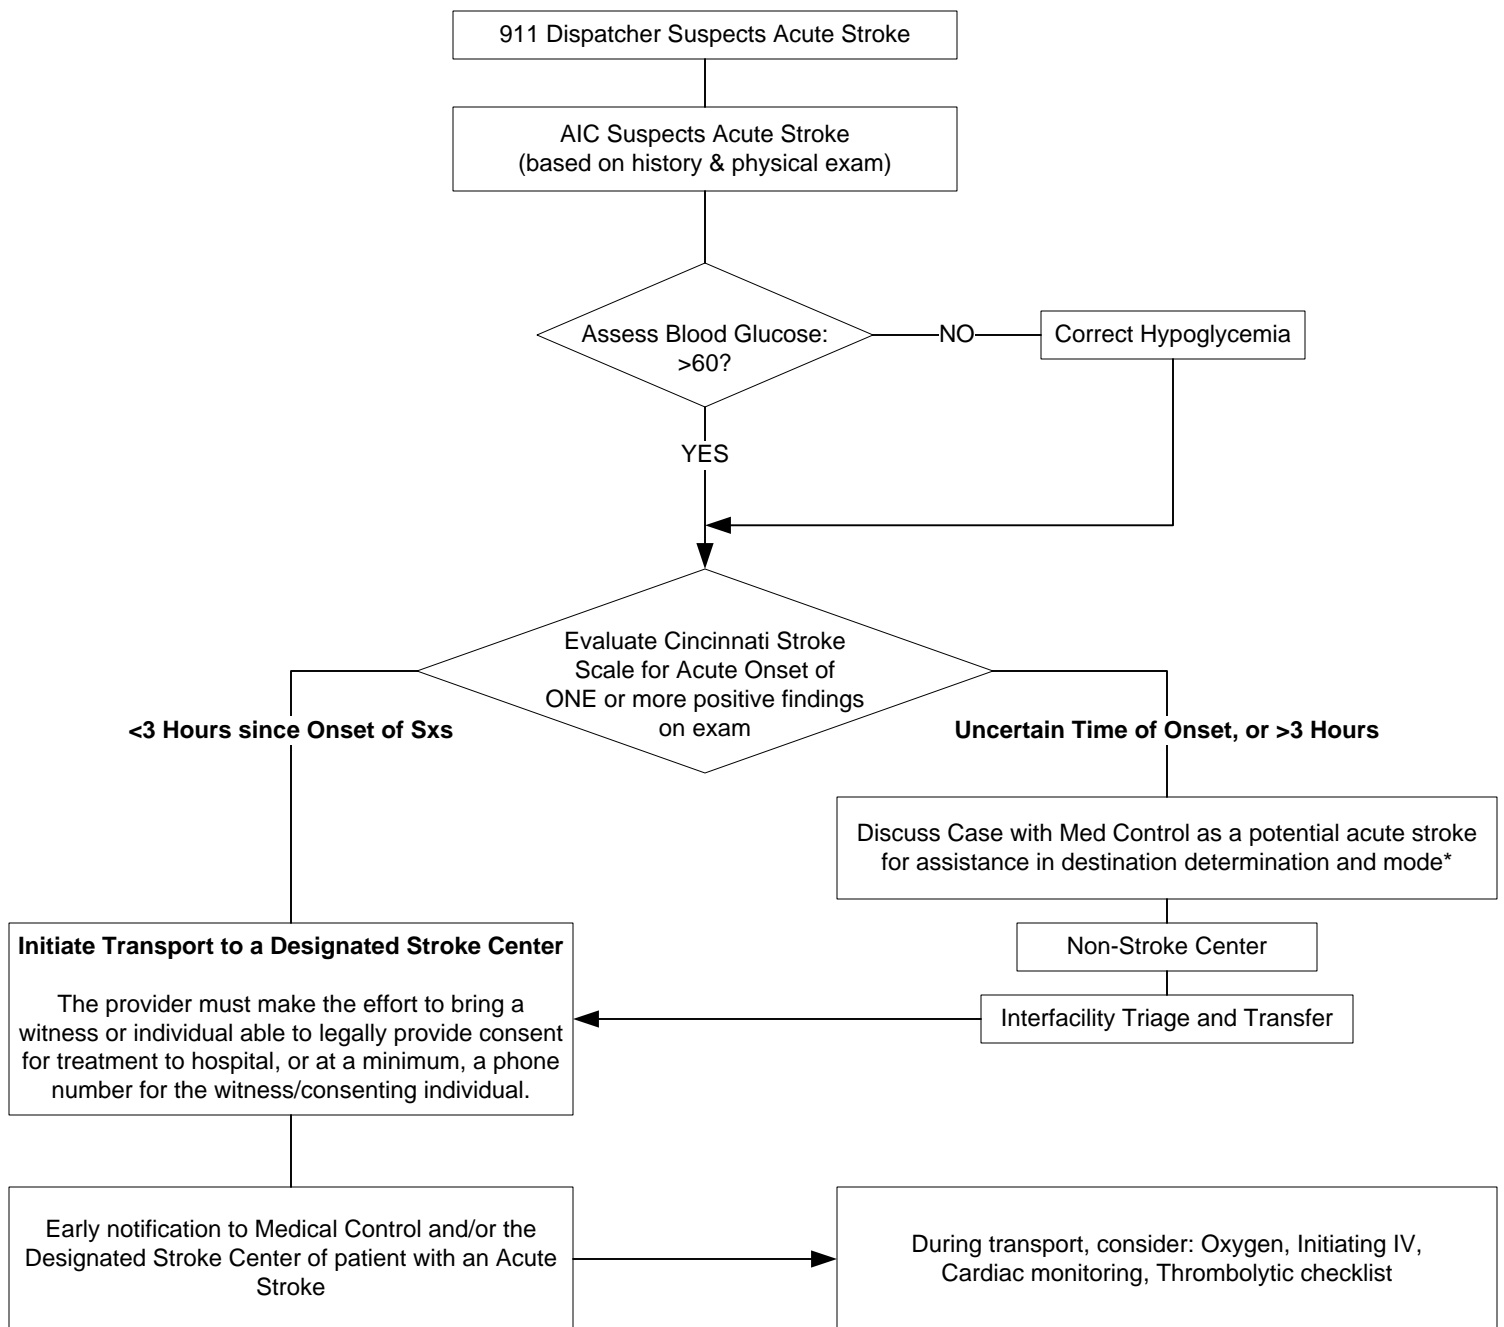 911 Dispatcher Suspects Acute Stroke
AIC Suspects Acute Stroke
(based on history & physical exam)
Assess Blood Glucose:
>60?
NO
Correct Hypoglycemia
YES
Evaluate Cincinnati Stroke
Scale for Acute Onset of
ONE or more positive findings
on exam
<3 Hours since Onset of Sxs
Uncertain Time of Onset, or >3 Hours
Discuss Case with Med Control as a potential acute stroke
for assistance in destination determination and mode*
Non-Stroke Center
Interfacility Triage and Transfer
Initiate Transport to a Designated Stroke Center
The provider must make the effort to bring a
witness or individual able to legally provide consent
for treatment to hospital, or at a minimum, a phone
number for the witness/consenting individual.
Early notification to Medical Control and/or the
Designated Stroke Center of patient with an Acute
Stroke
During transport, consider: Oxygen, Initiating IV,
Cardiac monitoring, Thrombolytic checklist